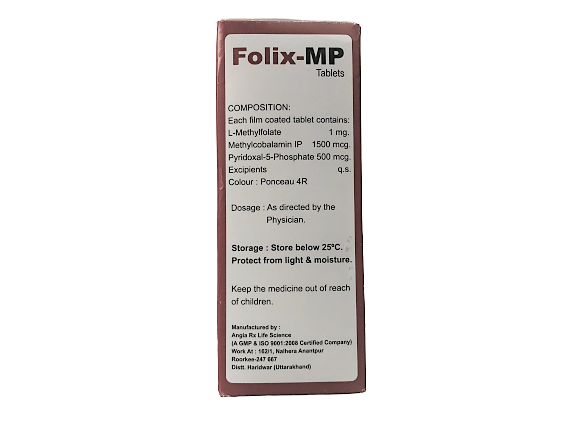 Folix-MP
Tablets
COMPOSITION:
Each film coated tablet contains:
L-Methylfolate 1 mg.
Methylcobalamin IP 1500 mcg.
Pyridoxal-5-Phosphate 500 mcg.
Excipients q.s.
Colour : Ponceau 4R
Dosage : As directed by the
Physician.
Storage : Store below 25°C.
Protect from light & moisture.
Keep the medicine out of reach
of children.
Manufactured by :
Angia Rx Life Science
(A GMP & ISO 9001:2008 Certified Company)
Work At : 162/1, Nalhera Anantpur
Roorkee-247 667
Distt. Haridwar (Uttarakhand)